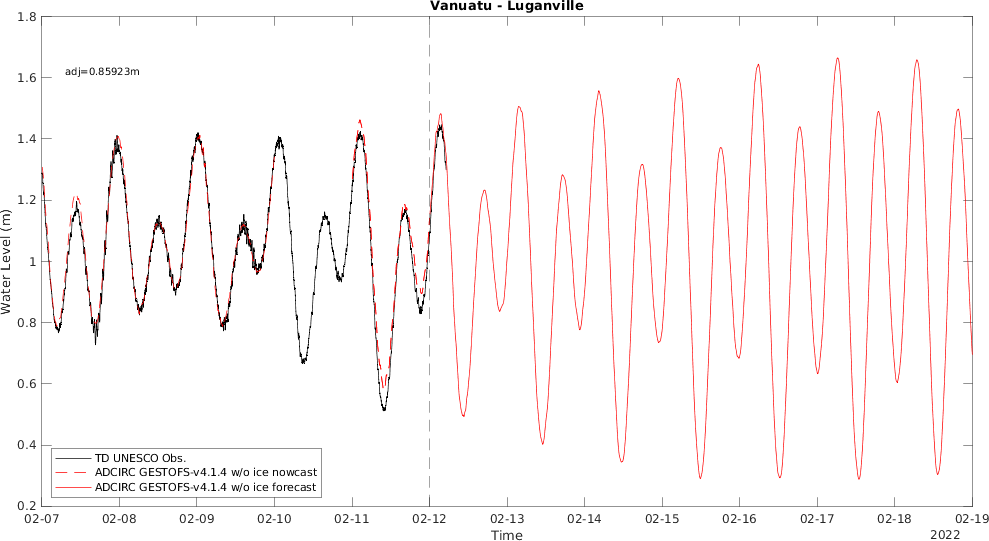 Vanuatu - Luganville
1.8
1.6
1.4
1.2
1
0.8
0.6
0.4
0.2
Water Level (m)
adj=0.85923m
TD UNESCO Obs.
ADCIRC GESTOFS-v4.1.4 w/o ice nowcast
ADCIRC GESTOFS-v4.1.4 w/o ice forecast
02-07 02-08 02-09 02-10 02-11 02-12 02-13 02-14 02-15 02-16 02-17 02-18 02-19
Time
2022